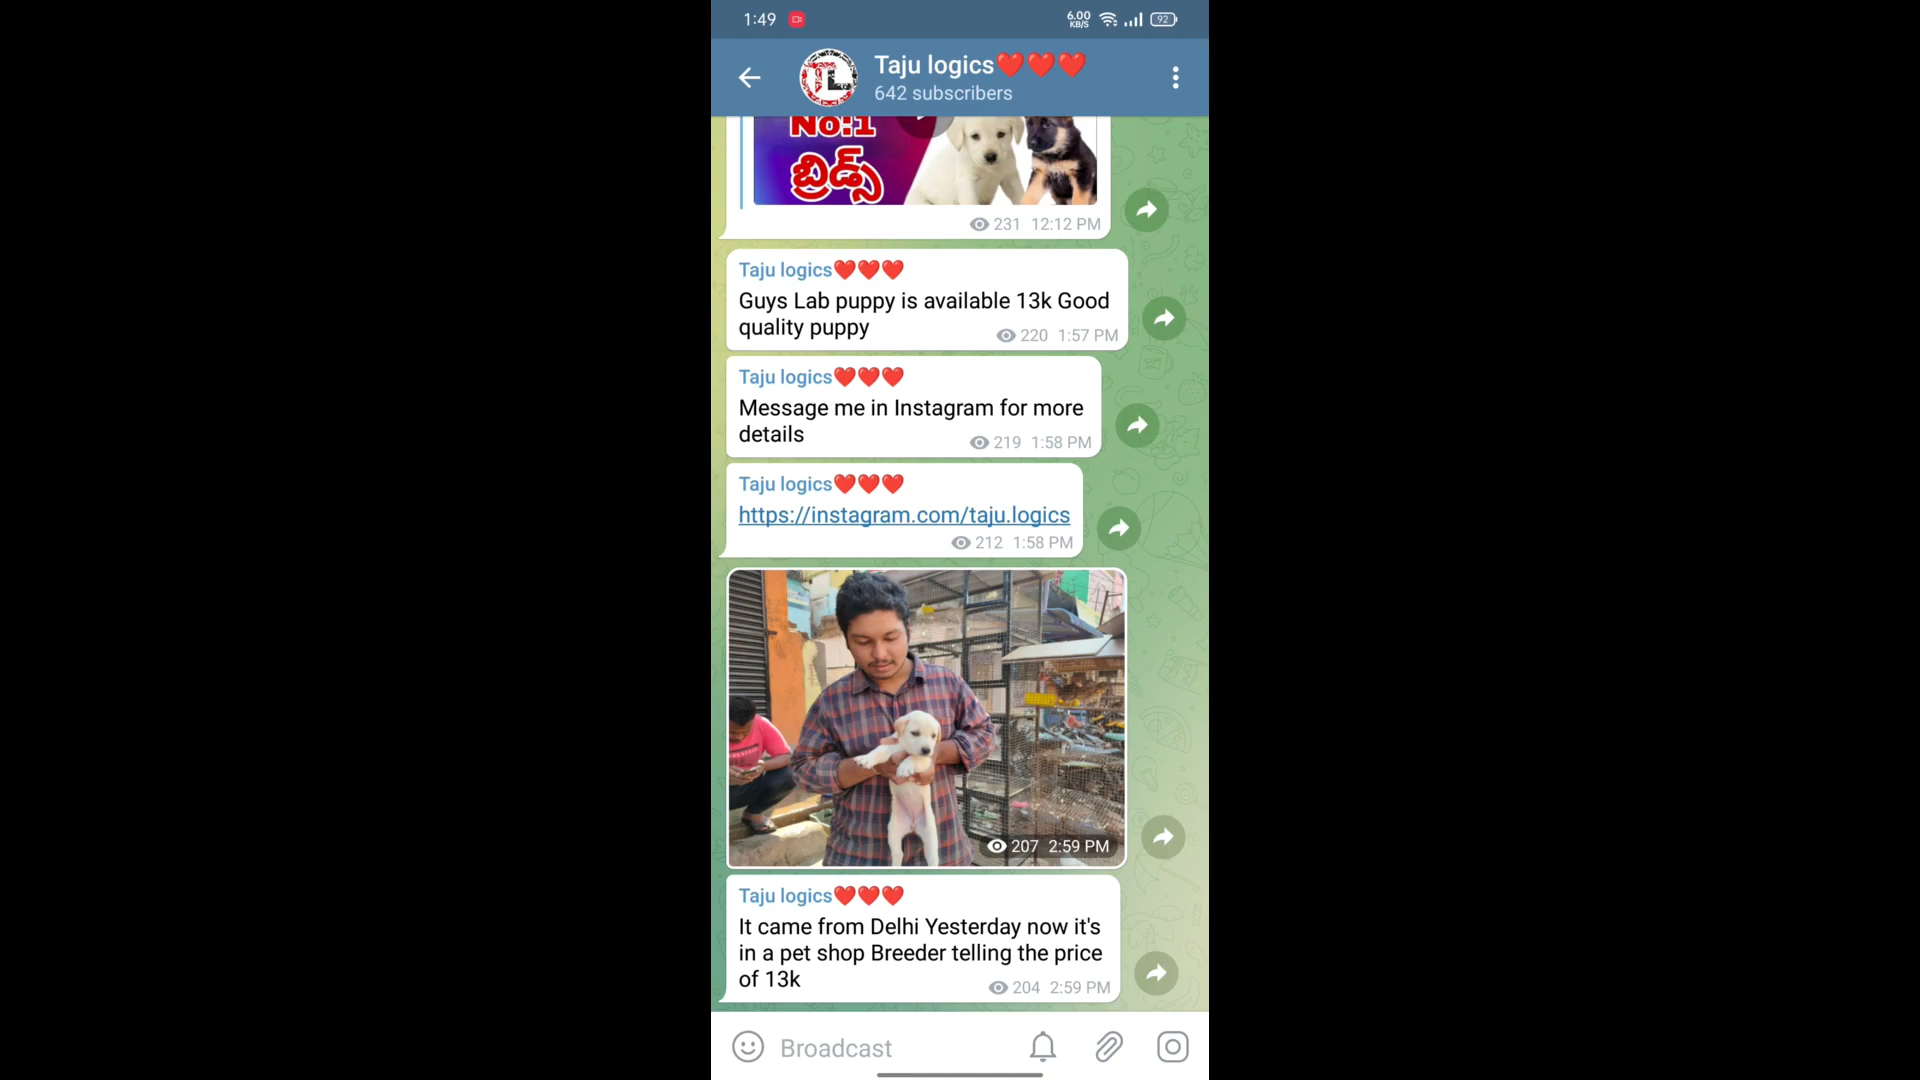 1:49
6.00
KB/S
92
Taju logics❤️❤️❤️
642 subscribers
TL
No:1
బ్రీడ్స్
231 12:12 PM
Taju logics❤️❤️❤️
Guys Lab puppy is available 13k Good
quality puppy
220 1:57 PM
Taju logics❤️❤️❤️
Message me in Instagram for more
details
219 1:58 PM
Taju logics❤️❤️❤️
https://instagram.com/taju.logics
212 1:58 PM
207 2:59 PM
Taju logics❤️❤️❤️
It came from Delhi Yesterday now it's
in a pet shop Breeder telling the price
of 13k
204 2:59 PM
Broadcast